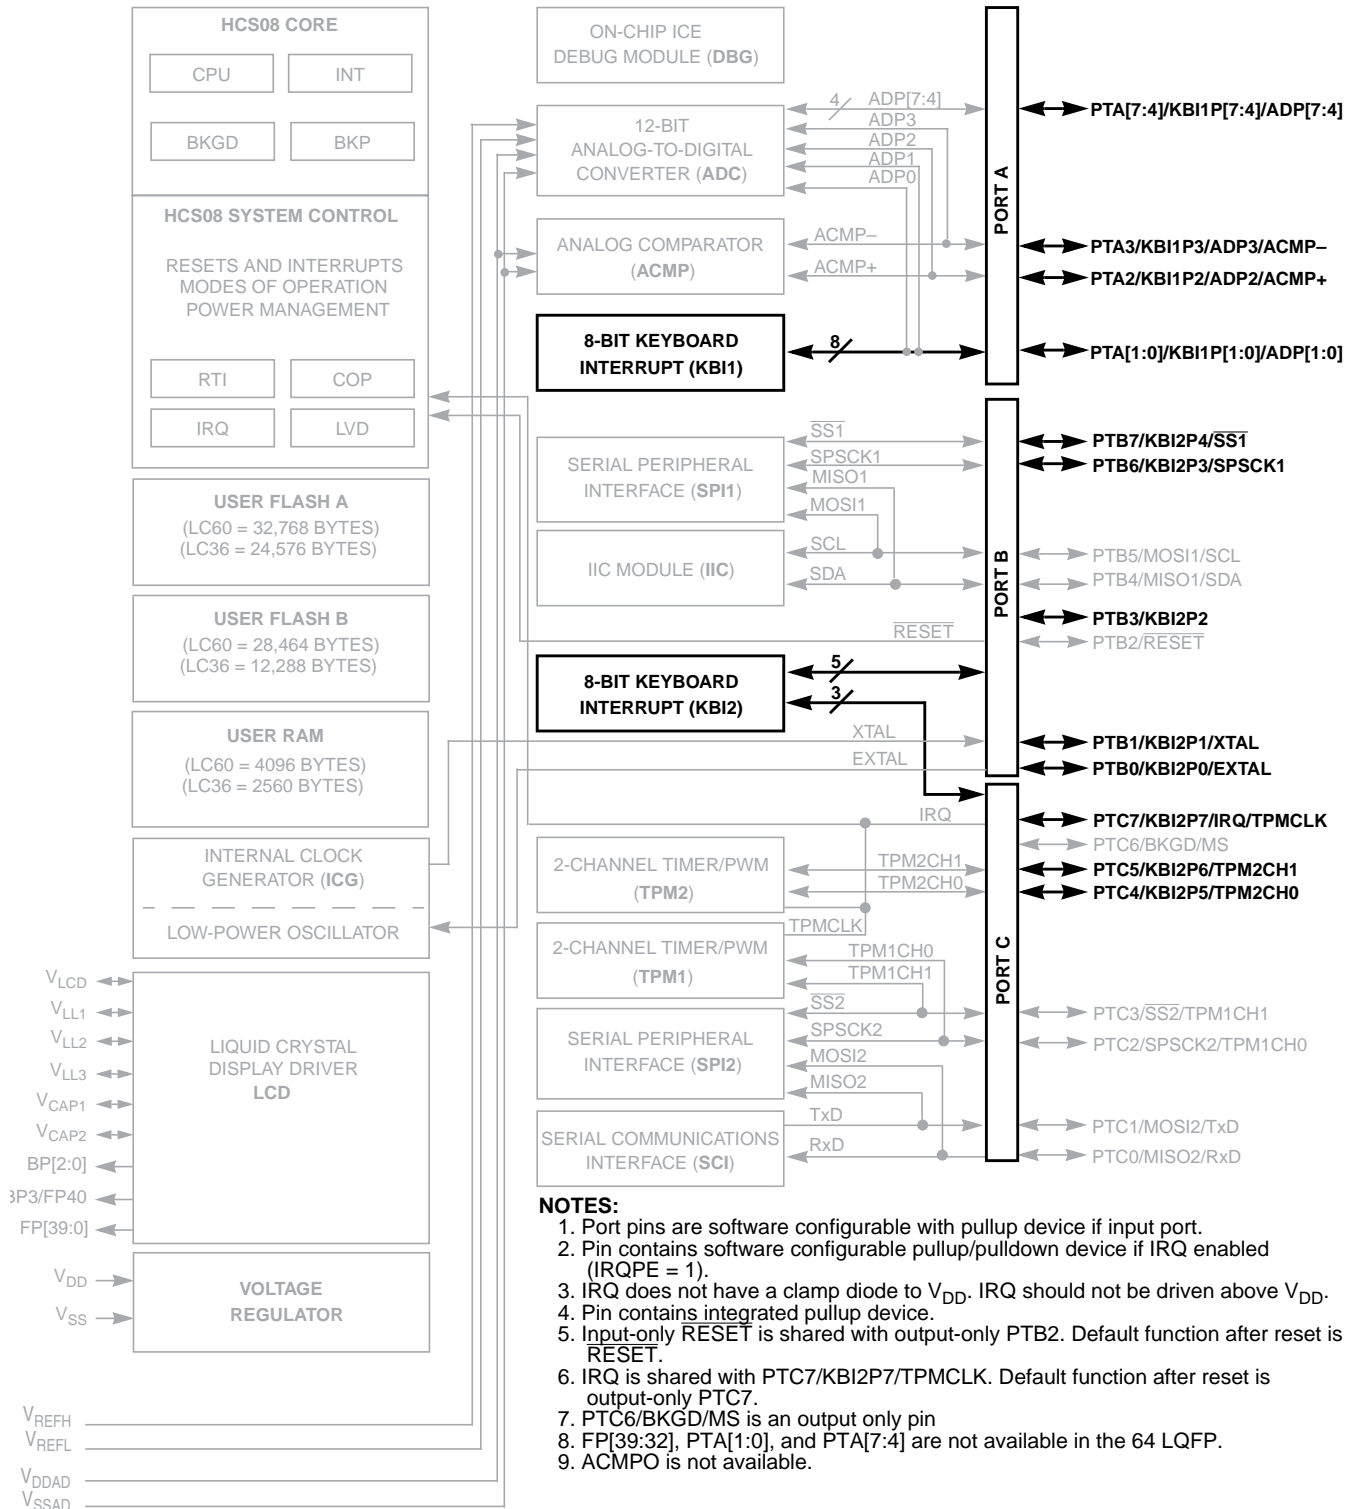 HCS08 CORE
CPU
INT
BKGD
BKP
HCS08 SYSTEM CONTROL
RESETS AND INTERRUPTS
MODES OF OPERATION
POWER MANAGEMENT
RTI
COP
IRQ
LVD
USER FLASH A
(LC60 = 32,768 BYTES)
(LC36 = 24,576 BYTES)
USER FLASH B
(LC60 = 28,464 BYTES)
(LC36 = 12,288 BYTES)
USER RAM
(LC60 = 4096 BYTES)
(LC36 = 2560 BYTES)
INTERNAL CLOCK
GENERATOR (ICG)
LOW-POWER OSCILLATOR
LIQUID CRYSTAL
DISPLAY DRIVER
LCD
VLCD
VLL1
VLL2
VLL3
VCAP1
VCAP2
BP[2:0]
BP3/FP40
FP[39:0]
VOLTAGE
REGULATOR
VDD
VSS
VREFH
VREFL
VDDAD
VSSAD
ON-CHIP ICE
DEBUG MODULE (DBG)
12-BIT
ANALOG-TO-DIGITAL
CONVERTER (ADC)
4
ADP[7:4]
ADP3
ADP2
ADP1
ADP0
ANALOG COMPARATOR
(ACMP)
ACMP–
ACMP+
8-BIT KEYBOARD
INTERRUPT (KBI1)
8
SERIAL PERIPHERAL
INTERFACE (SPI1)
SS1
SPSCK1
MISO1
MOSI1
IIC MODULE (IIC)
SCL
SDA
RESET
8-BIT KEYBOARD
INTERRUPT (KBI2)
5
3
XTAL
EXTAL
IRQ
2-CHANNEL TIMER/PWM
(TPM2)
TPM2CH1
TPM2CH0
TPMCLK
2-CHANNEL TIMER/PWM
(TPM1)
TPM1CH0
TPM1CH1
SERIAL PERIPHERAL
INTERFACE (SPI2)
SS2
SPSCK2
MOSI2
MISO2
SERIAL COMMUNICATIONS
INTERFACE (SCI)
TxD
RxD
PORT A
PTA[7:4]/KBI1P[7:4]/ADP[7:4]
PTA3/KBI1P3/ADP3/ACMP–
PTA2/KBI1P2/ADP2/ACMP+
PTA[1:0]/KBI1P[1:0]/ADP[1:0]
PORT B
PTB7/KBI2P4/SS1
PTB6/KBI2P3/SPSCK1
PTB5/MOSI1/SCL
PTB4/MISO1/SDA
PTB3/KBI2P2
PTB2/RESET
PTB1/KBI2P1/XTAL
PTB0/KBI2P0/EXTAL
PORT C
PTC7/KBI2P7/IRQ/TPMCLK
PTC6/BKGD/MS
PTC5/KBI2P6/TPM2CH1
PTC4/KBI2P5/TPM2CH0
PTC3/SS2/TPM1CH1
PTC2/SPSCK2/TPM1CH0
PTC1/MOSI2/TxD
PTC0/MISO2/RxD
NOTES:
1. Port pins are software configurable with pullup device if input port.
2. Pin contains software configurable pullup/pulldown device if IRQ enabled
(IRQPE = 1).
3. IRQ does not have a clamp diode to VDD. IRQ should not be driven above VDD.
4. Pin contains integrated pullup device.
5. Input-only RESET is shared with output-only PTB2. Default function after reset is
RESET.
6. IRQ is shared with PTC7/KBI2P7/TPMCLK. Default function after reset is
output-only PTC7.
7. PTC6/BKGD/MS is an output only pin
8. FP[39:32], PTA[1:0], and PTA[7:4] are not available in the 64 LQFP.
9. ACMPO is not available.